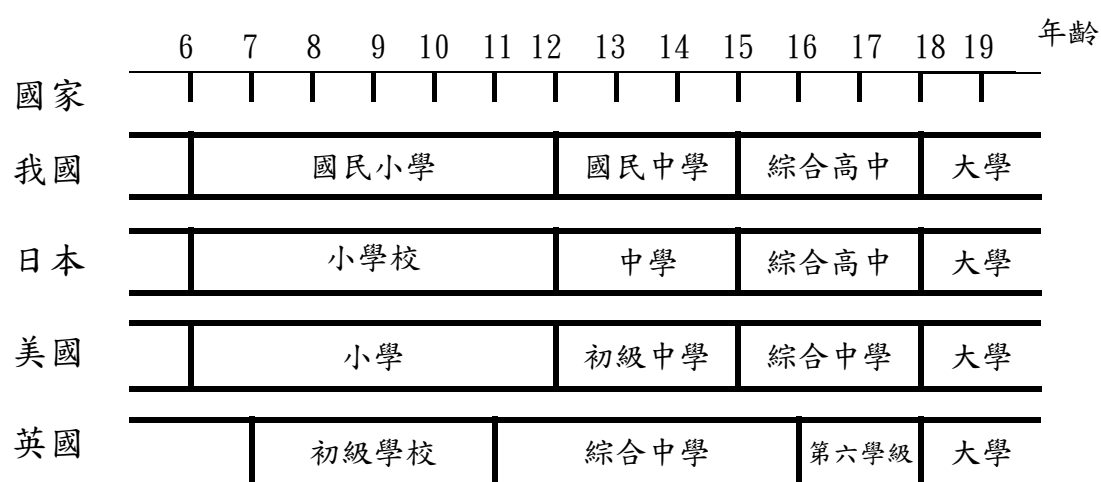 6 7 8 9 10 11 12 13 14 15 16 17 18 19 年齡
國家
我國 國民小學 國民中學 綜合高中 大學
日本 小學校 中學 綜合高中 大學
美國 小學 初級中學 綜合中學 大學
英國 初級學校 綜合中學 第六學級 大學